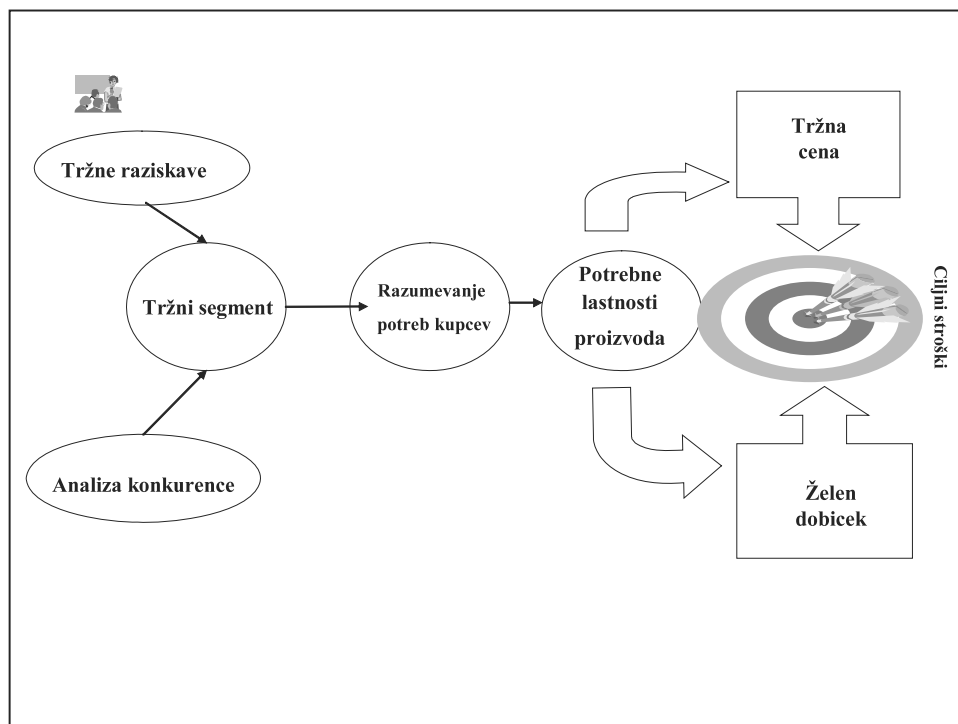 Tržne raziskave
Tržni segment
Analiza konkurence
Razumevanje
potreb kupcev
Potrebne
lastnosti
proizvoda
Tržna
cena
Ciljni stroški
Želen
dobicek